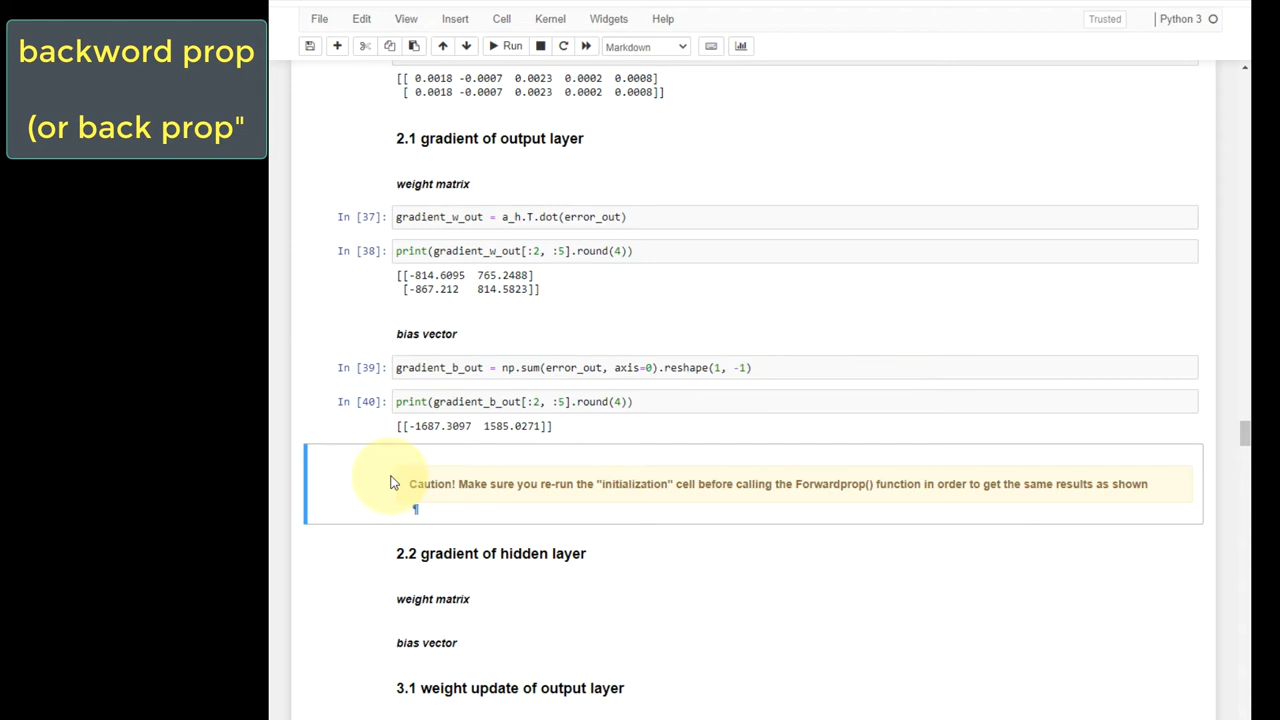 backword prop
(or back prop"
File Edit View Insert Cell Kernel Widgets Help Trusted Python 3
Run Markdown
[[ 0.0018 -0.0007 0.0023 0.0002 0.0008]
[ 0.0018 -0.0007 0.0023 0.0002 0.0008]]
2.1 gradient of output layer
weight matrix
In [37]: gradient_w_out = a_h.T.dot(error_out)
In [38]: print(gradient_w_out[:2, :5].round(4))
[[-814.6095 765.2488]
[-867.212 814.5823]]
bias vector
In [39]: gradient_b_out = np.sum(error_out, axis=0).reshape(1, -1)
In [40]: print(gradient_b_out[:2, :5].round(4))
[[-1687.3097 1585.0271]]
Caution! Make sure you re-run the "initialization" cell before calling the Forwardprop() function in order to get the same results as shown
¶
2.2 gradient of hidden layer
weight matrix
bias vector
3.1 weight update of output layer